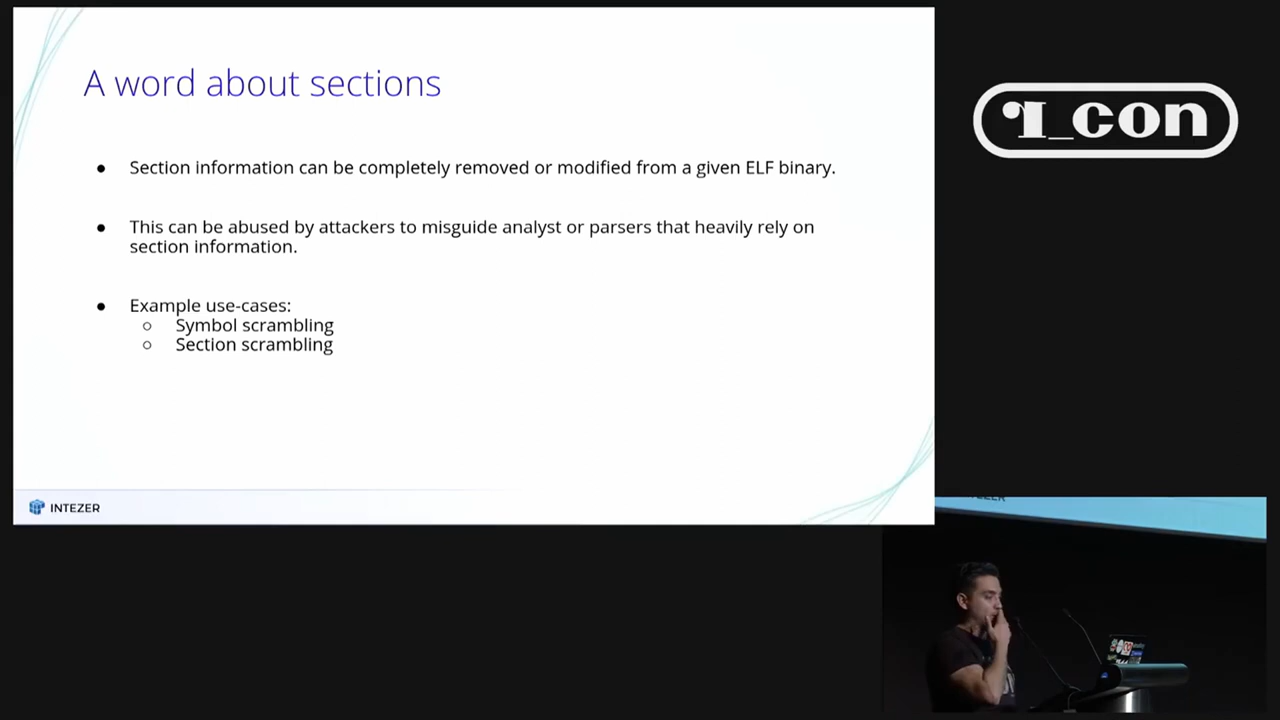 A word about sections
● Section information can be completely removed or modified from a given ELF binary.
● This can be abused by attackers to misguide analyst or parsers that heavily rely on
section information.
● Example use-cases:
○ Symbol scrambling
○ Section scrambling
INTEZER
r_con